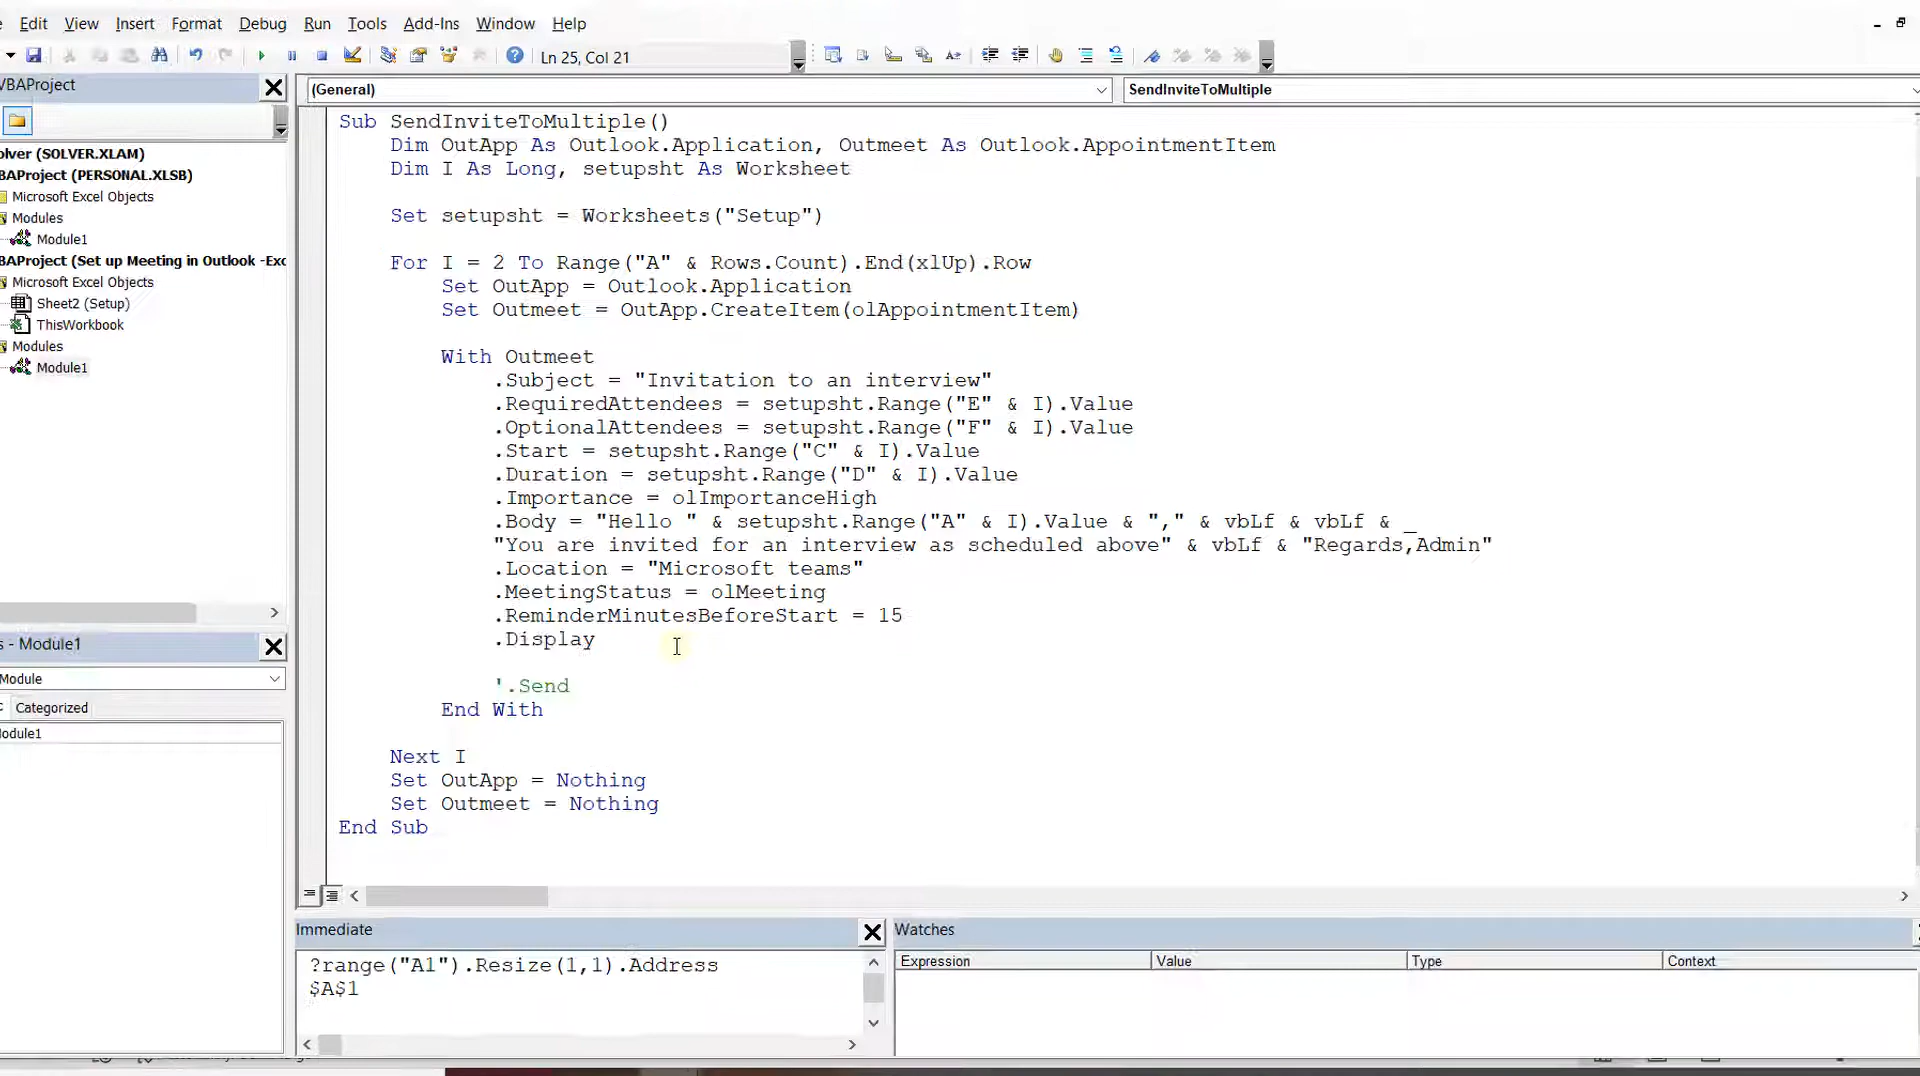 Edit View Insert Format Debug Run Tools Add-Ins Window Help
Ln 25, Col 21
VBAProject
(General)
SendInviteToMultiple
olver (SOLVER.XLAM)
BAProject (PERSONAL.XLSB)
Microsoft Excel Objects
Modules
Module1
BAProject (Set up Meeting in Outlook -Exc
Microsoft Excel Objects
Sheet2 (Setup)
ThisWorkbook
Modules
Module1
s - Module1
Module
Categorized
odule1
Sub SendInviteToMultiple()
Dim OutApp As Outlook.Application, Outmeet As Outlook.AppointmentItem
Dim I As Long, setupsht As Worksheet
Set setupsht = Worksheets("Setup")
For I = 2 To Range("A" & Rows.Count).End(xlUp).Row
Set OutApp = Outlook.Application
Set Outmeet = OutApp.CreateItem(olAppointmentItem)
With Outmeet
.Subject = "Invitation to an interview"
.RequiredAttendees = setupsht.Range("E" & I).Value
.OptionalAttendees = setupsht.Range("F" & I).Value
.Start = setupsht.Range("C" & I).Value
.Duration = setupsht.Range("D" & I).Value
.Importance = olImportanceHigh
.Body = "Hello " & setupsht.Range("A" & I).Value & "," & vbLf & vbLf & _
"You are invited for an interview as scheduled above" & vbLf & "Regards,Admin"
.Location = "Microsoft teams"
.MeetingStatus = olMeeting
.ReminderMinutesBeforeStart = 15
.Display
'.Send
End With
Next I
Set OutApp = Nothing
Set Outmeet = Nothing
End Sub
Immediate
?range("A1").Resize(1,1).Address
$A$1
Watches
Expression Value Type Context